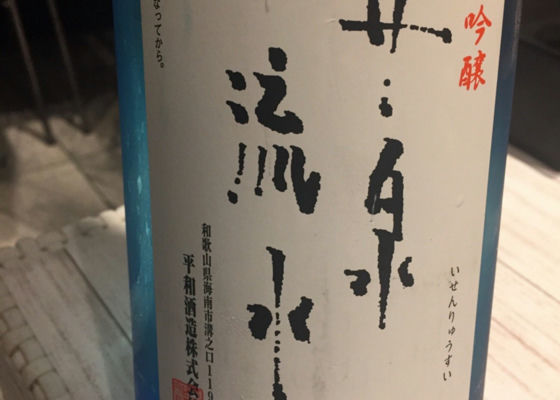 吟醸
井泉
いせんりゅうすい
流水
和歌山県海南市溝之口119
平和酒造株式会
なってから。